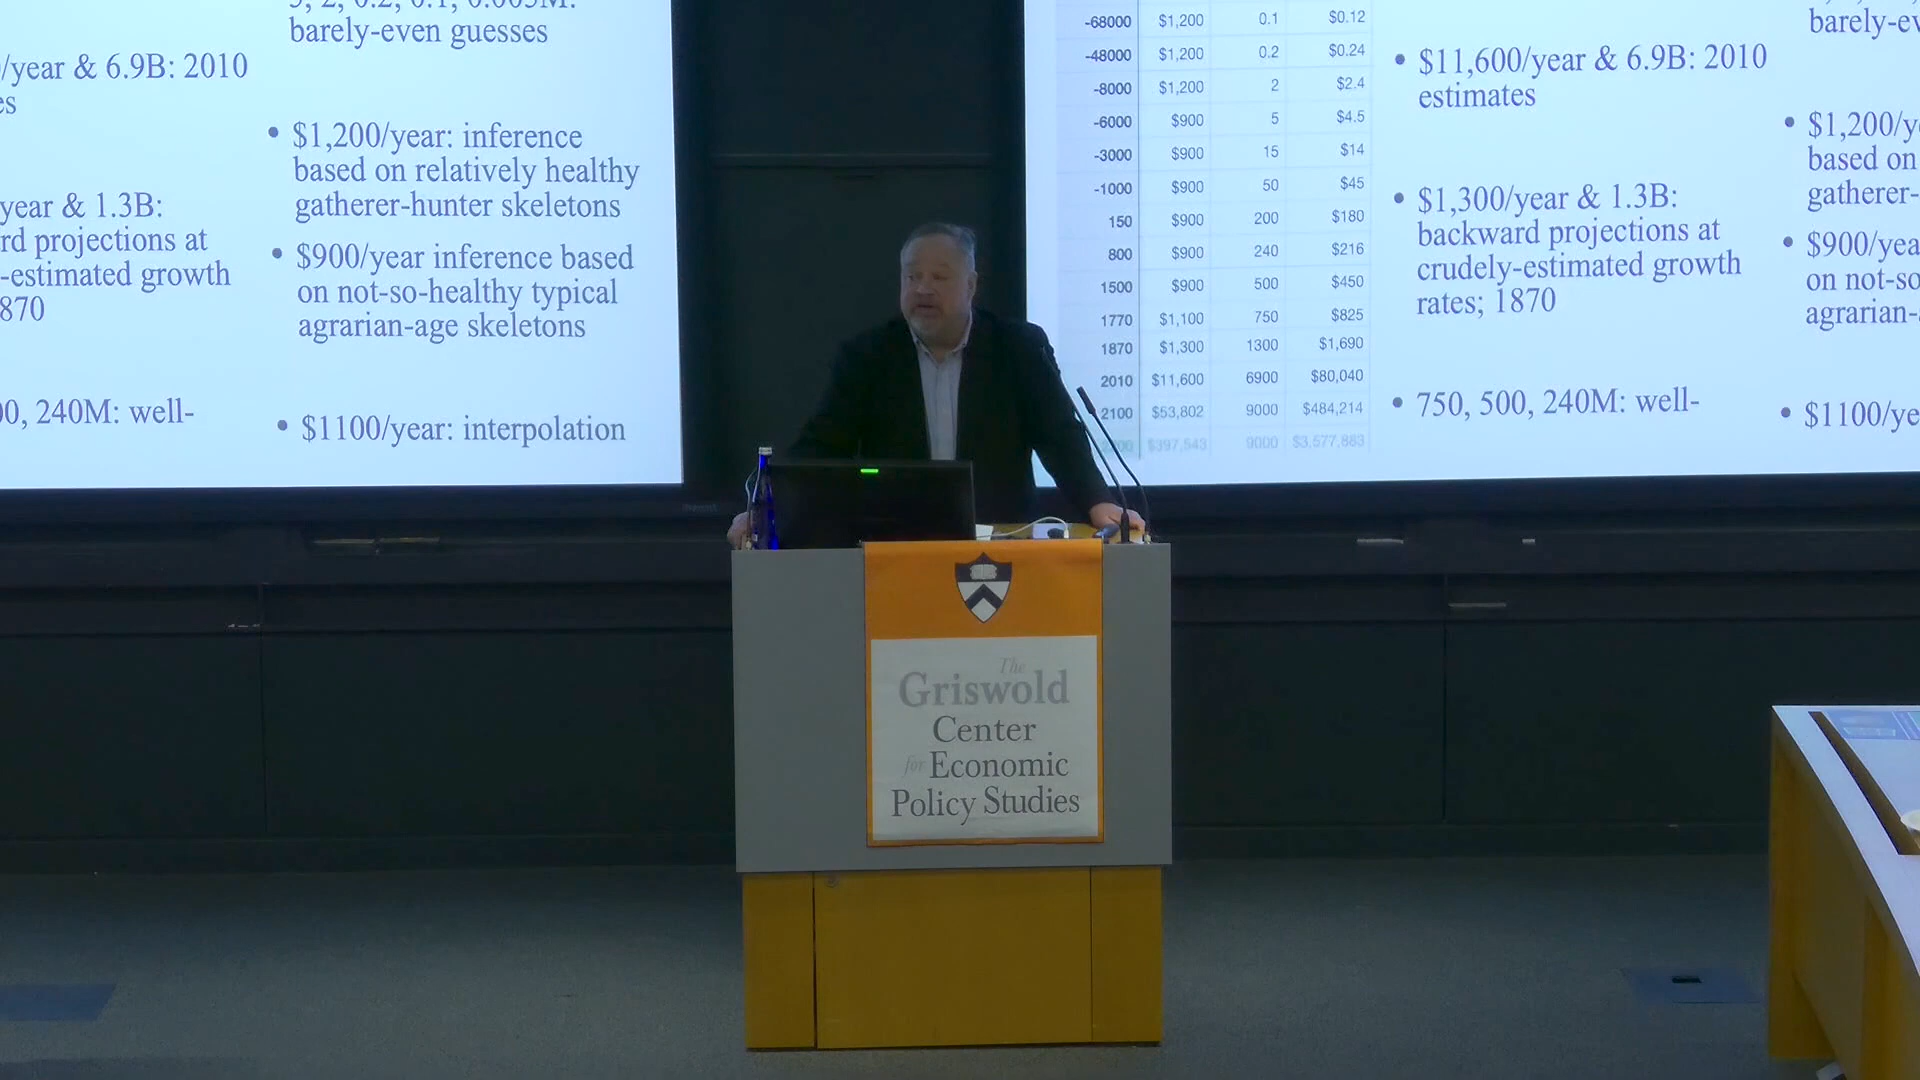 barely-even guesses
/year & 6.9B: 2010
es
• $1,200/year: inference
based on relatively healthy
gatherer-hunter skeletons
year & 1.3B:
rd projections at
-estimated growth
870
• $900/year inference based
on not-so-healthy typical
agrarian-age skeletons
00, 240M: well-
• $1100/year: interpolation
-68000 $1,200 0.1 $0.12
-48000 $1,200 0.2 $0.24
-8000 $1,200 2 $2.4
-6000 $900 5 $4.5
-3000 $900 15 $14
-1000 $900 50 $45
150 $900 200 $180
800 $900 240 $216
1500 $900 500 $450
1770 $1,100 750 $825
1870 $1,300 1300 $1,690
2010 $11,600 6900 $80,040
2100 $53,802 9000 $484,214
$397,543 9000 $3,577,883
• $11,600/year & 6.9B: 2010
estimates
• $1,300/year & 1.3B:
backward projections at
crudely-estimated growth
rates; 1870
• 750, 500, 240M: well-
barely-ev
• $1,200/y
based on
gatherer-
• $900/yea
on not-so
agrarian-
• $1100/ye
The
Griswold
Center
for Economic
Policy Studies